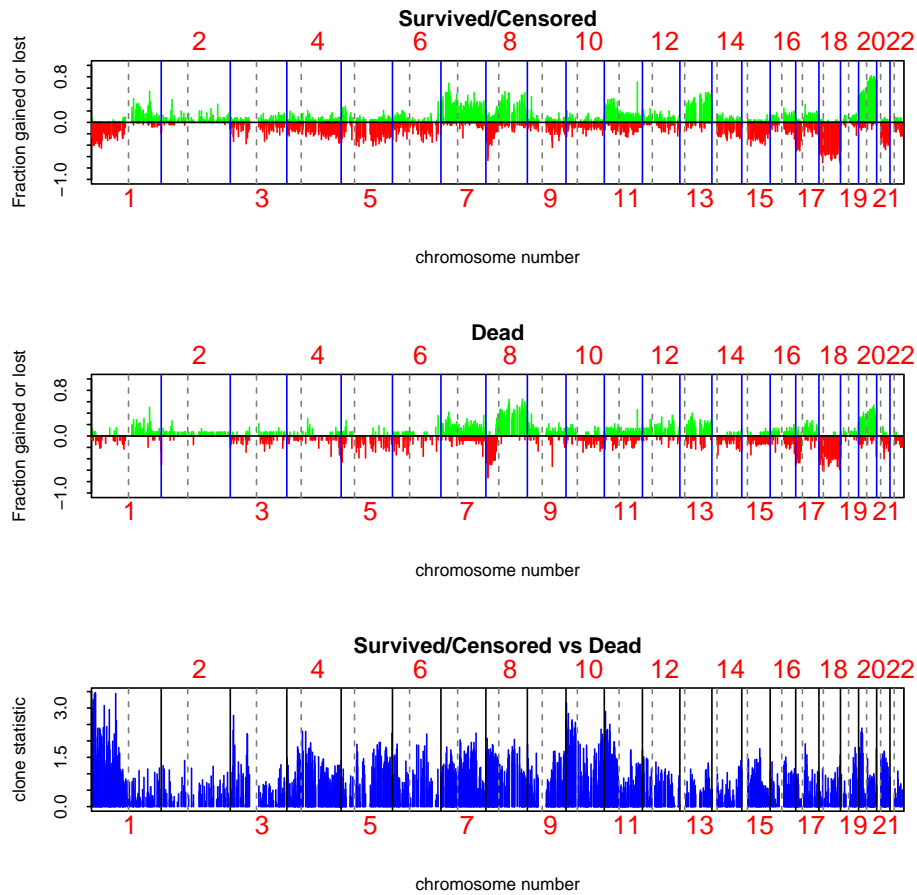 Survived/Censored
2 4 6 8 10 12 14 16 18 20 22
Fraction gained or lost
0.8
0.0
−1.0
1 3 5 7 9 11 13 15 17 19 21
chromosome number
Dead
2 4 6 8 10 12 14 16 18 20 22
Fraction gained or lost
0.8
0.0
−1.0
1 3 5 7 9 11 13 15 17 19 21
chromosome number
Survived/Censored vs Dead
2 4 6 8 10 12 14 16 18 20 22
clone statistic
3.0
1.5
0.0
1 3 5 7 9 11 13 15 17 19 21
chromosome number